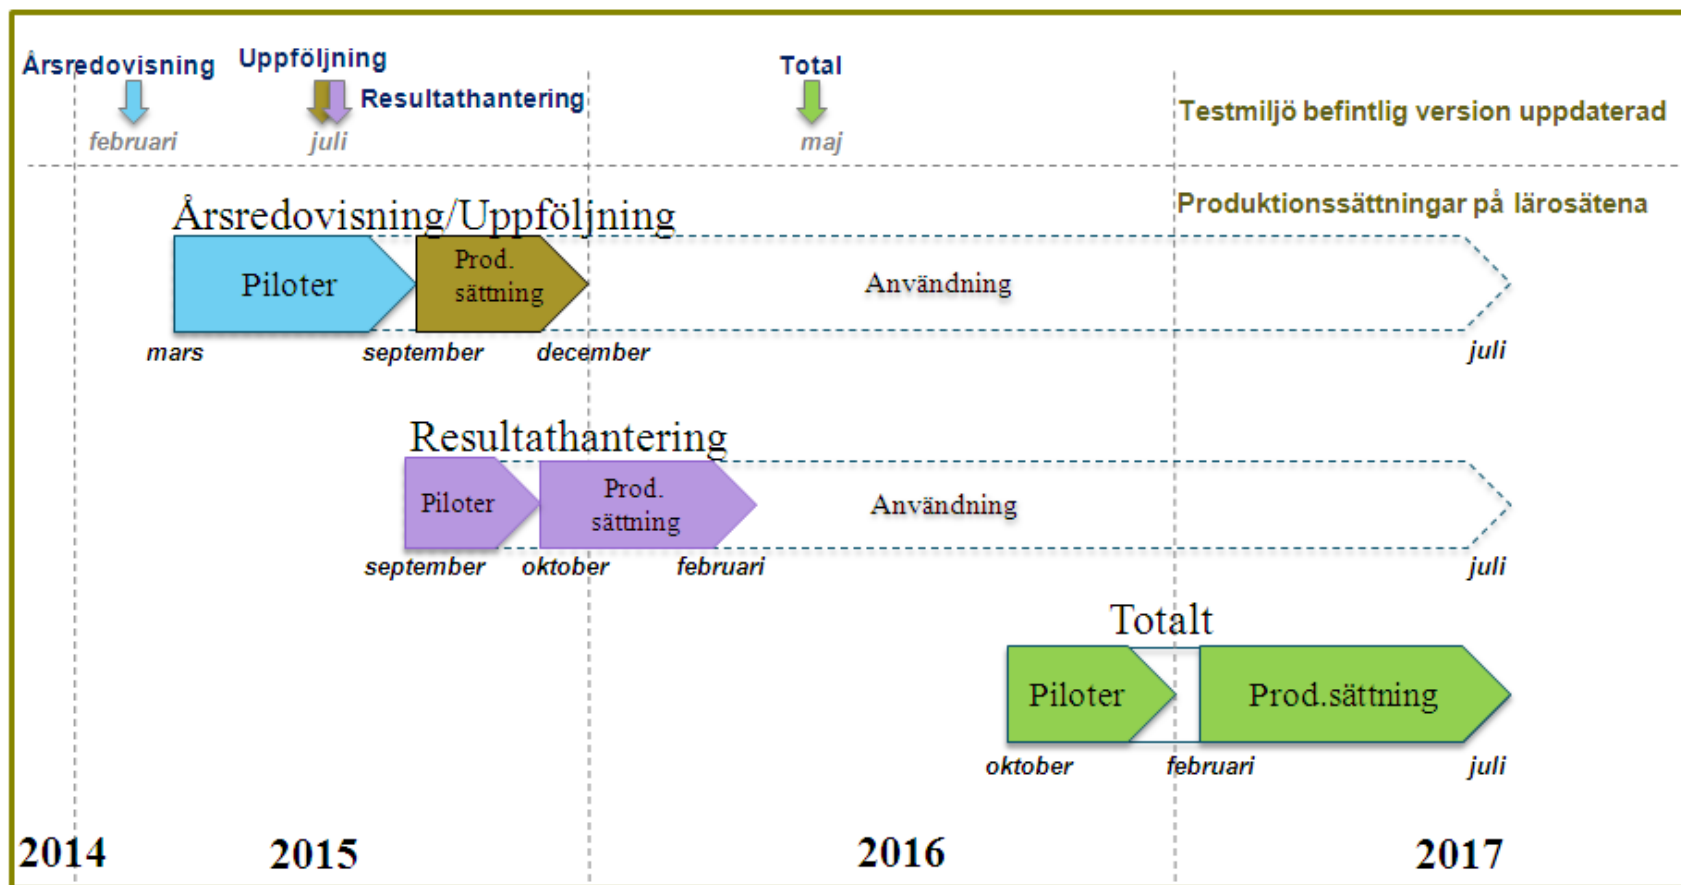 Årsredovisning
Uppföljning
Resultathantering
Total
februari
juli
maj
Testmiljö befintlig version uppdaterad
Produktionssättningar på lärosätena
Årsredovisning/Uppföljning
Piloter
Prod.
sättning
Användning
mars
september
december
juli
Resultathantering
Piloter
Prod.
sättning
Användning
september
oktober
februari
juli
Totalt
Piloter
Prod.sättning
oktober
februari
juli
2014
2015
2016
2017